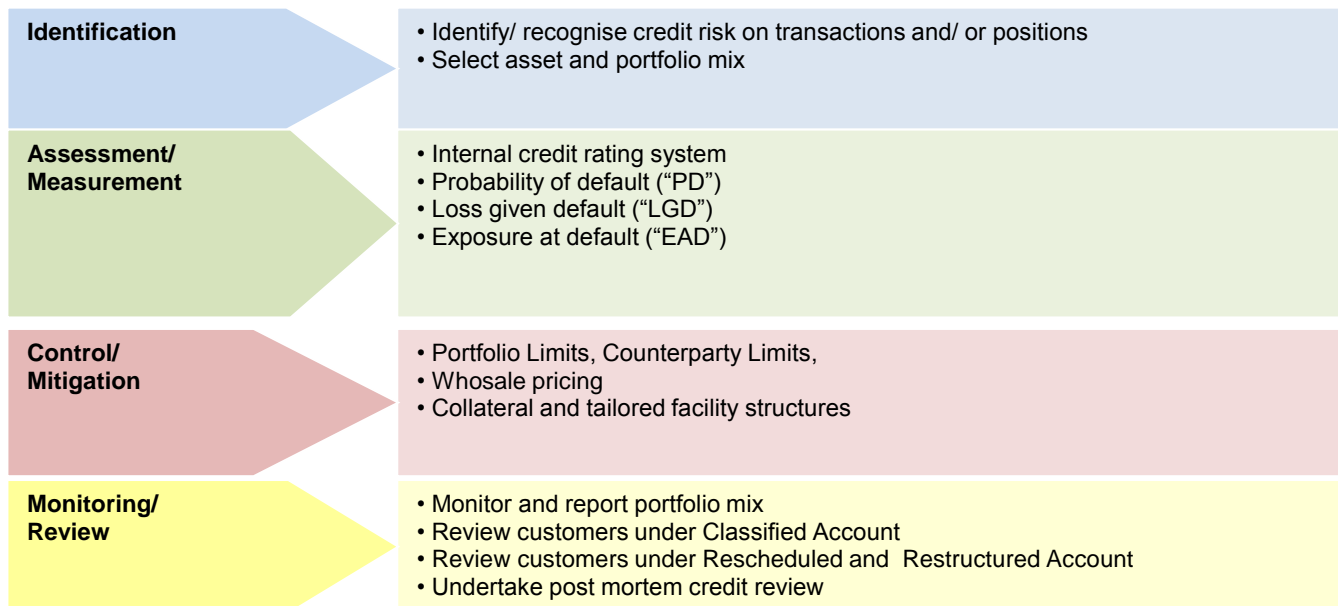 Identification
• Identify/ recognise credit risk on transactions and/ or positions
• Select asset and portfolio mix
Assessment/
Measurement
• Internal credit rating system
• Probability of default (“PD”)
• Loss given default (“LGD”)
• Exposure at default (“EAD”)
Control/
Mitigation
• Portfolio Limits, Counterparty Limits,
• Whosale pricing
• Collateral and tailored facility structures
Monitoring/
Review
• Monitor and report portfolio mix
• Review customers under Classified Account
• Review customers under Rescheduled and Restructured Account
• Undertake post mortem credit review